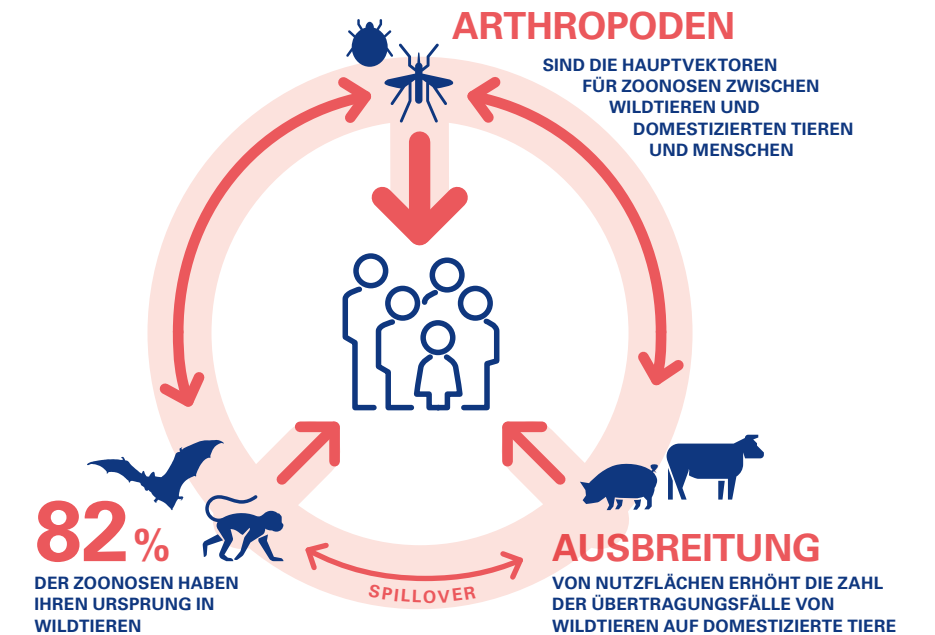 ARTHROPODEN
SIND DIE HAUPTVEKTOREN
FÜR ZOONOSEN ZWISCHEN
WILDTIEREN UND
DOMESTIZIERTEN TIEREN
UND MENSCHEN
82 %
DER ZOONOSEN HABEN
IHREN URSPRUNG IN
WILDTIEREN
SPILLOVER
AUSBREITUNG
VON NUTZFLÄCHEN ERHÖHT DIE ZAHL
DER ÜBERTRAGUNGSFÄLLE VON
WILDTIEREN AUF DOMESTIZIERTE TIERE